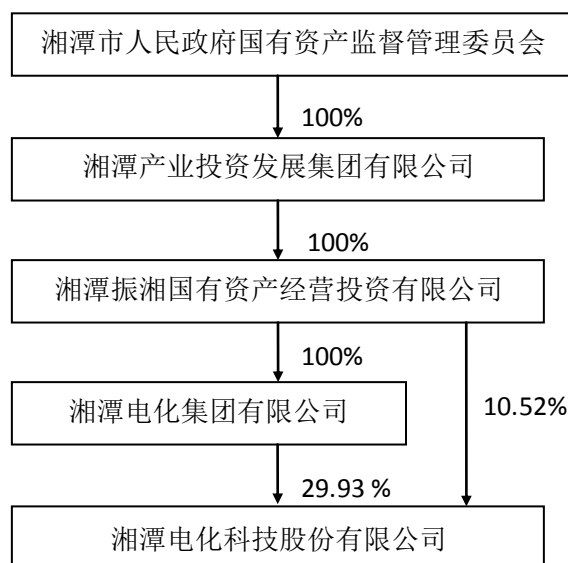 湘潭市人民政府国有资产监督管理委员会
100%
湘潭产业投资发展集团有限公司
100%
湘潭振湘国有资产经营投资有限公司
100%
湘潭电化集团有限公司
10.52%
29.93 %
湘潭电化科技股份有限公司